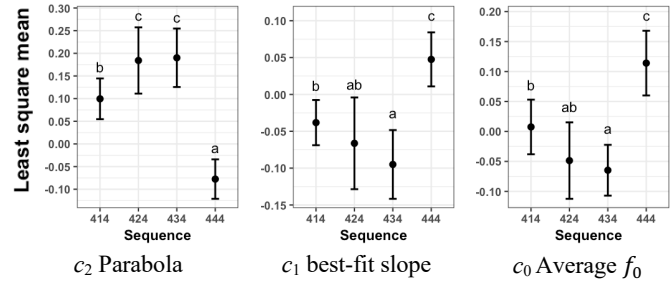 Least square mean
0.30
0.25
0.20
0.15
0.10
0.05
0.00
-0.05
-0.10
b
c
c
a
414 424 434 444
Sequence
c₂ Parabola
0.05
0.00
-0.05
-0.10
-0.15
b
ab
a
c
414 424 434 444
Sequence
c₁ best-fit slope
0.20
0.15
0.10
0.05
0.00
-0.05
-0.10
b
ab
a
c
414 424 434 444
Sequence
c₀ Average f₀